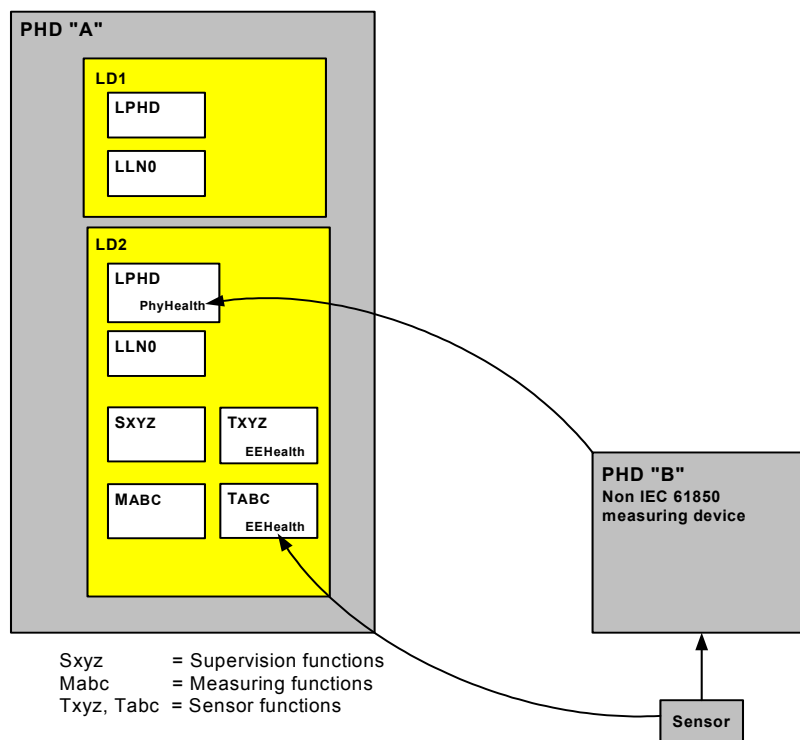 PHD "A"
LD1
LPHD
LLN0
LD2
LPHD
PhyHealth
LLN0
SXYZ
TXYZ
EEHealth
MABC
TABC
EEHealth
PHD "B"
Non IEC 61850
measuring device
Sensor
Sxyz = Supervision functions
Mabc = Measuring functions
Txyz, Tabc = Sensor functions